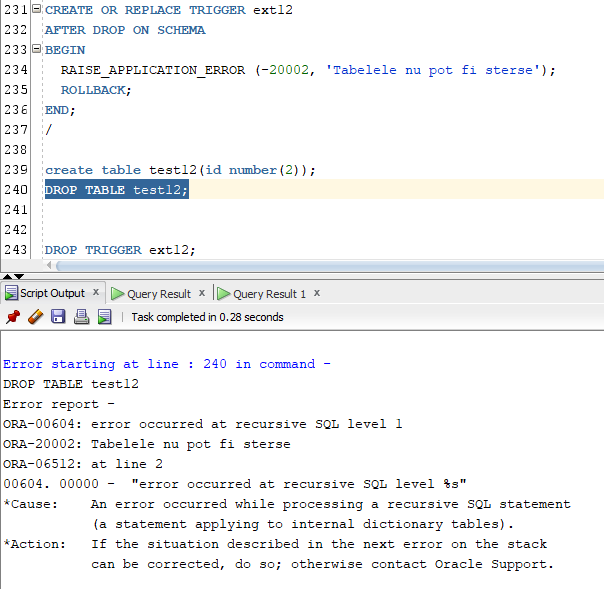 231 CREATE OR REPLACE TRIGGER ext12
232 AFTER DROP ON SCHEMA
233 BEGIN
234 RAISE_APPLICATION_ERROR (-20002, 'Tabelele nu pot fi sterse');
235 ROLLBACK;
236 END;
237 /
238
239 create table test12(id number(2));
240 DROP TABLE test12;
241
242
243 DROP TRIGGER ext12;
Script Output x Query Result x Query Result 1 x
Task completed in 0.28 seconds
Error starting at line : 240 in command -
DROP TABLE test12
Error report -
ORA-00604: error occurred at recursive SQL level 1
ORA-20002: Tabelele nu pot fi sterse
ORA-06512: at line 2
00604. 00000 - "error occurred at recursive SQL level %s"
*Cause: An error occurred while processing a recursive SQL statement
(a statement applying to internal dictionary tables).
*Action: If the situation described in the next error on the stack
can be corrected, do so; otherwise contact Oracle Support.